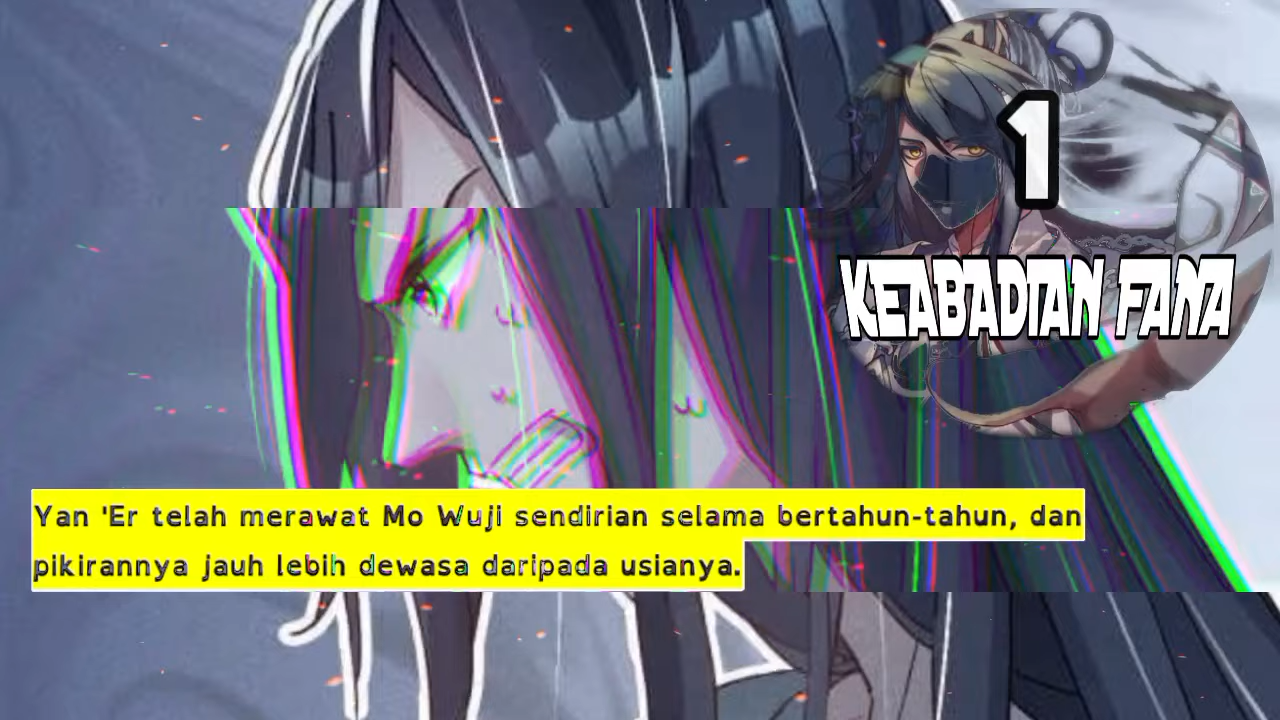 1
KEABADIAN FANA
Yan 'Er telah merawat Mo Wuji sendirian selama bertahun-tahun, dan
pikirannya jauh lebih dewasa daripada usianya.